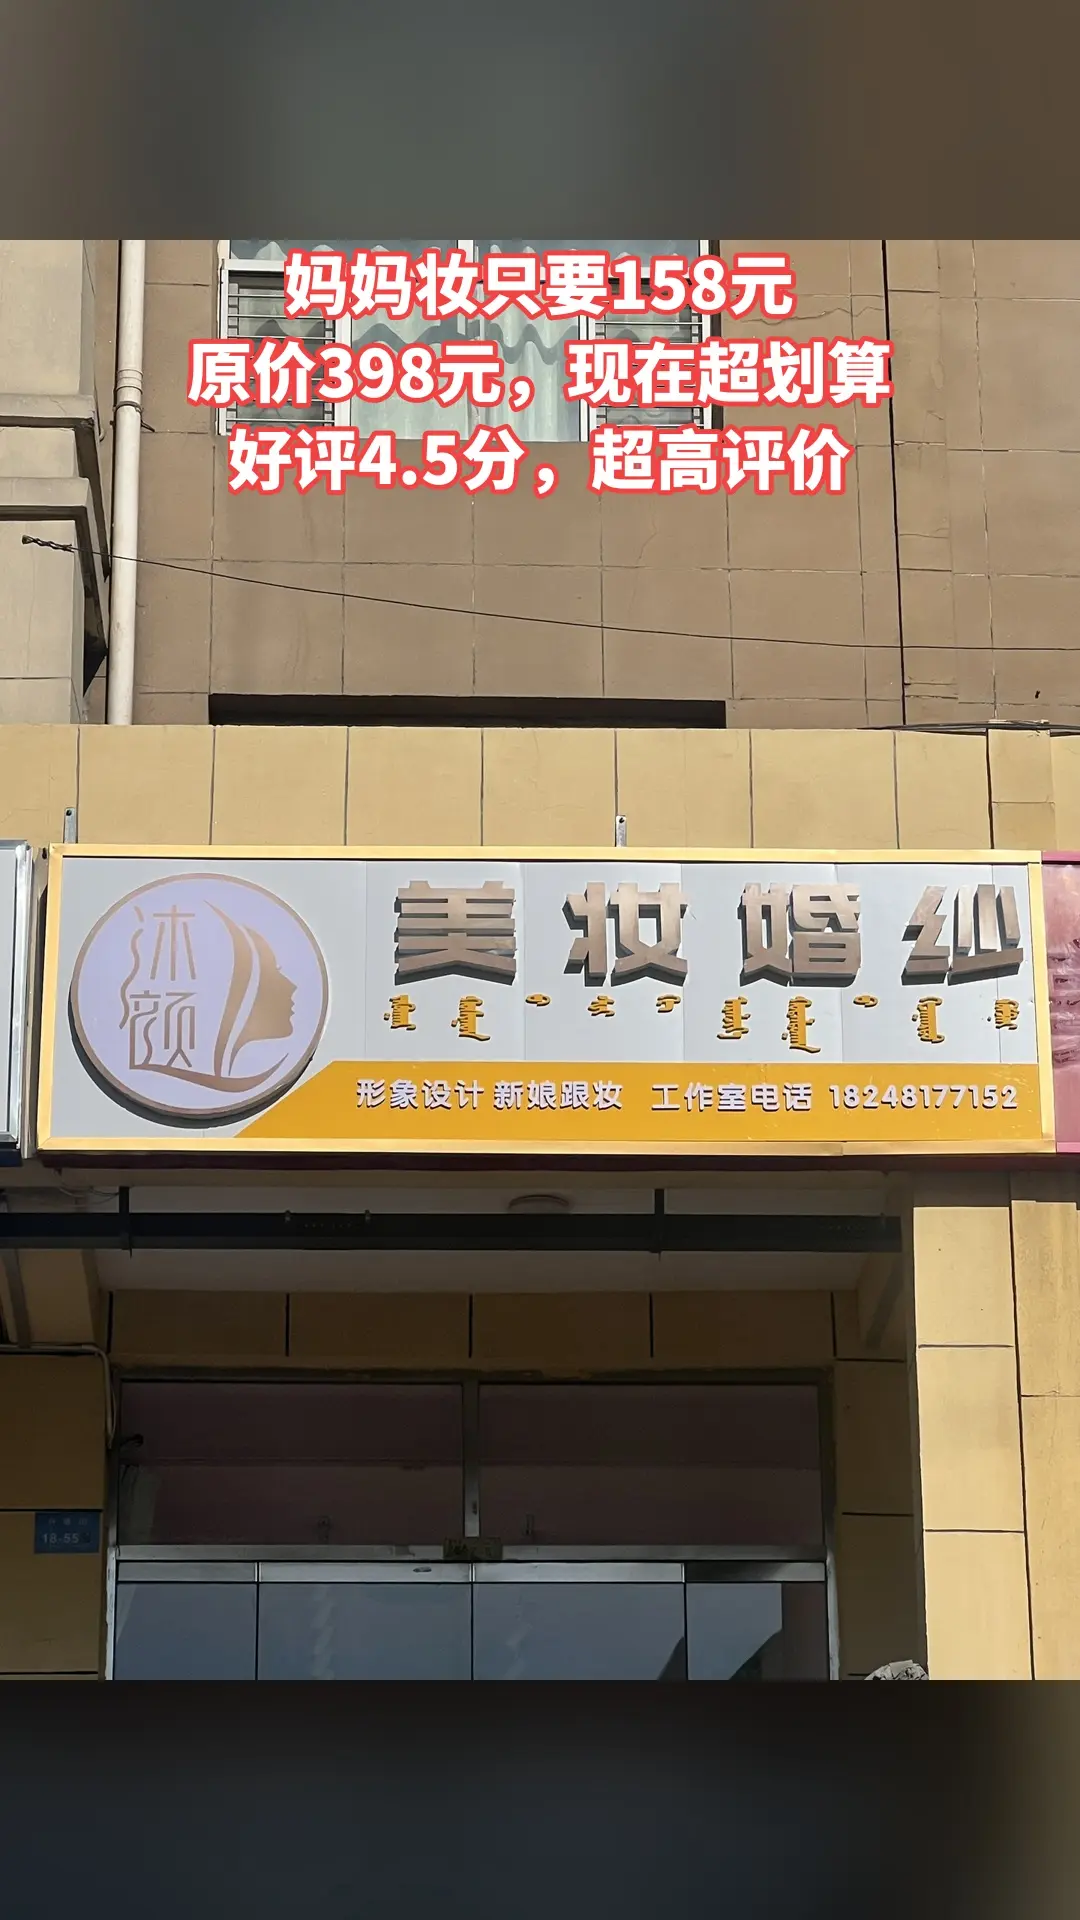 妈妈妆只要158元
原价398元，现在超划算
好评4.5分，超高评价
沐颜
美妆婚纱
形象设计 新娘跟妆 工作室电话 18248177152
18-55